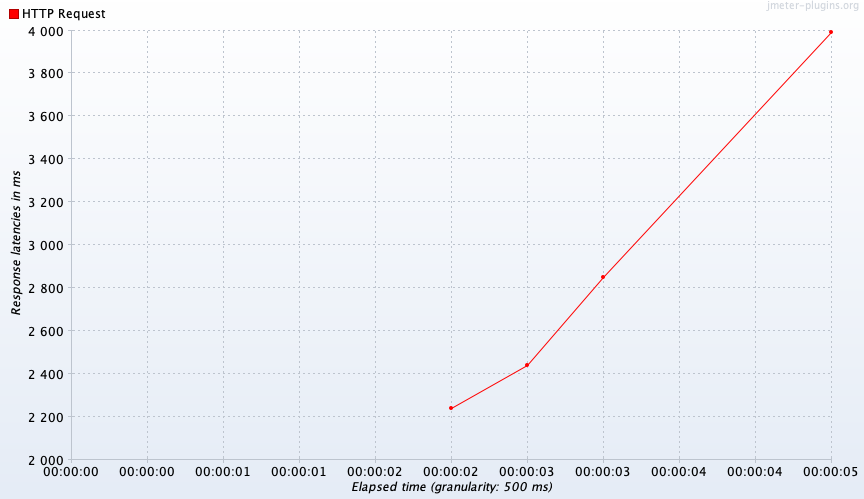 jmeter-plugins.org
HTTP Request
4 000
3 800
3 600
3 400
3 200
3 000
2 800
2 600
2 400
2 200
2 000
Response latencies in ms
00:00:00 00:00:00 00:00:01 00:00:01 00:00:02 00:00:02 00:00:03 00:00:03 00:00:04 00:00:04 00:00:05
Elapsed time (granularity: 500 ms)